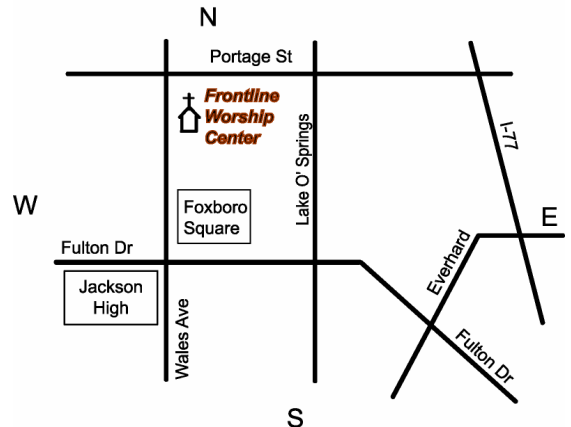 N
Portage St
Frontline
Worship
Center
Lake O' Springs
I-77
W
E
Foxboro
Square
Everhard
Fulton Dr
Jackson
High
Wales Ave
Fulton Dr
S